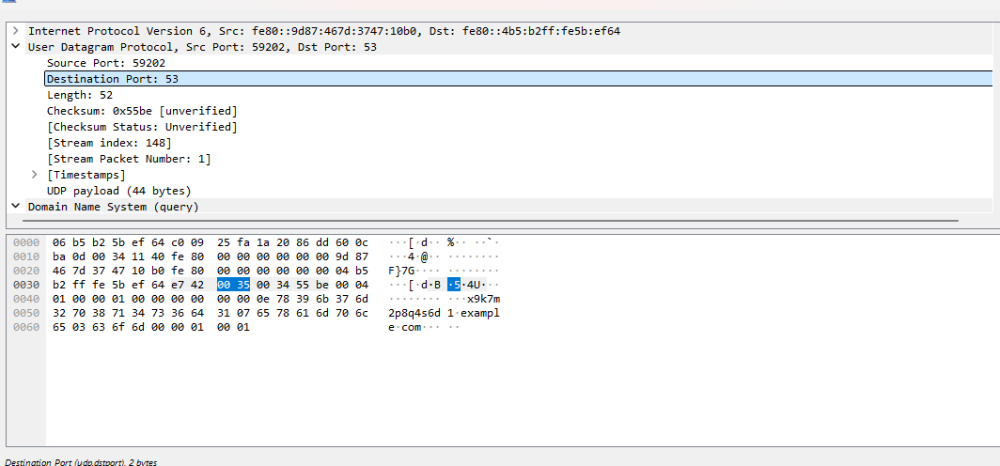 Internet Protocol Version 6, Src: fe80::9d87:467d:3747:10b0, Dst: fe80::4b5:b2ff:fe5b:ef64
User Datagram Protocol, Src Port: 59202, Dst Port: 53
Source Port: 59202
Destination Port: 53
Length: 52
Checksum: 0x55be [unverified]
[Checksum Status: Unverified]
[Stream index: 148]
[Stream Packet Number: 1]
[Timestamps]
UDP payload (44 bytes)
Domain Name System (query)
0000 06 b5 b2 5b ef 64 c0 09 25 fa 1a 20 86 dd 60 0c ···[·d·· %·· ··`·
0010 ba 0d 00 34 11 40 fe 80 00 00 00 00 00 00 9d 87 ···4·@·· ········
0020 46 7d 37 47 10 b0 fe 80 00 00 00 00 00 00 04 b5 F}7G···· ········
0030 b2 ff fe 5b ef 64 e7 42 00 35 00 34 55 be 00 04 ···[·d·B ·5·4U···
0040 01 00 00 01 00 00 00 00 00 00 0e 78 39 6b 37 6d ········ ···x9k7m
0050 32 70 38 71 34 73 36 64 31 07 65 78 61 6d 70 6c 2p8q4s6d 1·exampl
0060 65 03 63 6f 6d 00 00 01 00 01 e·com··· ··
Destination Port (udp.dstport), 2 bytes